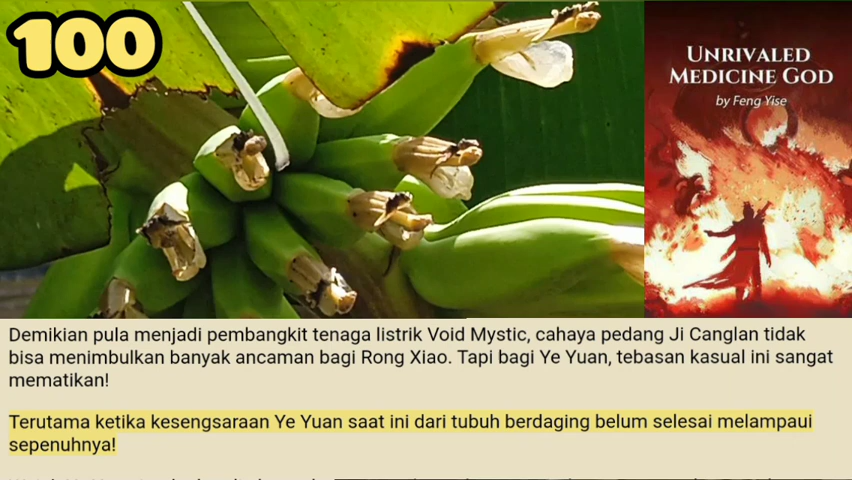 100
UNRIVALED
MEDICINE GOD
by Feng Yise
Demikian pula menjadi pembangkit tenaga listrik Void Mystic, cahaya pedang Ji Canglan tidak
bisa menimbulkan banyak ancaman bagi Rong Xiao. Tapi bagi Ye Yuan, tebasan kasual ini sangat
mematikan!
Terutama ketika kesengsaraan Ye Yuan saat ini dari tubuh berdaging belum selesai melampaui
sepenuhnya!